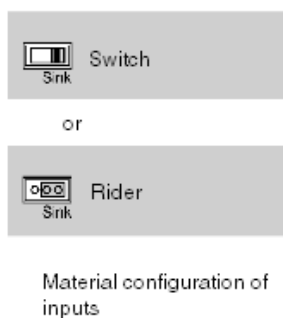 Switch
Sink
or
Rider
Sink
Material configuration of
inputs